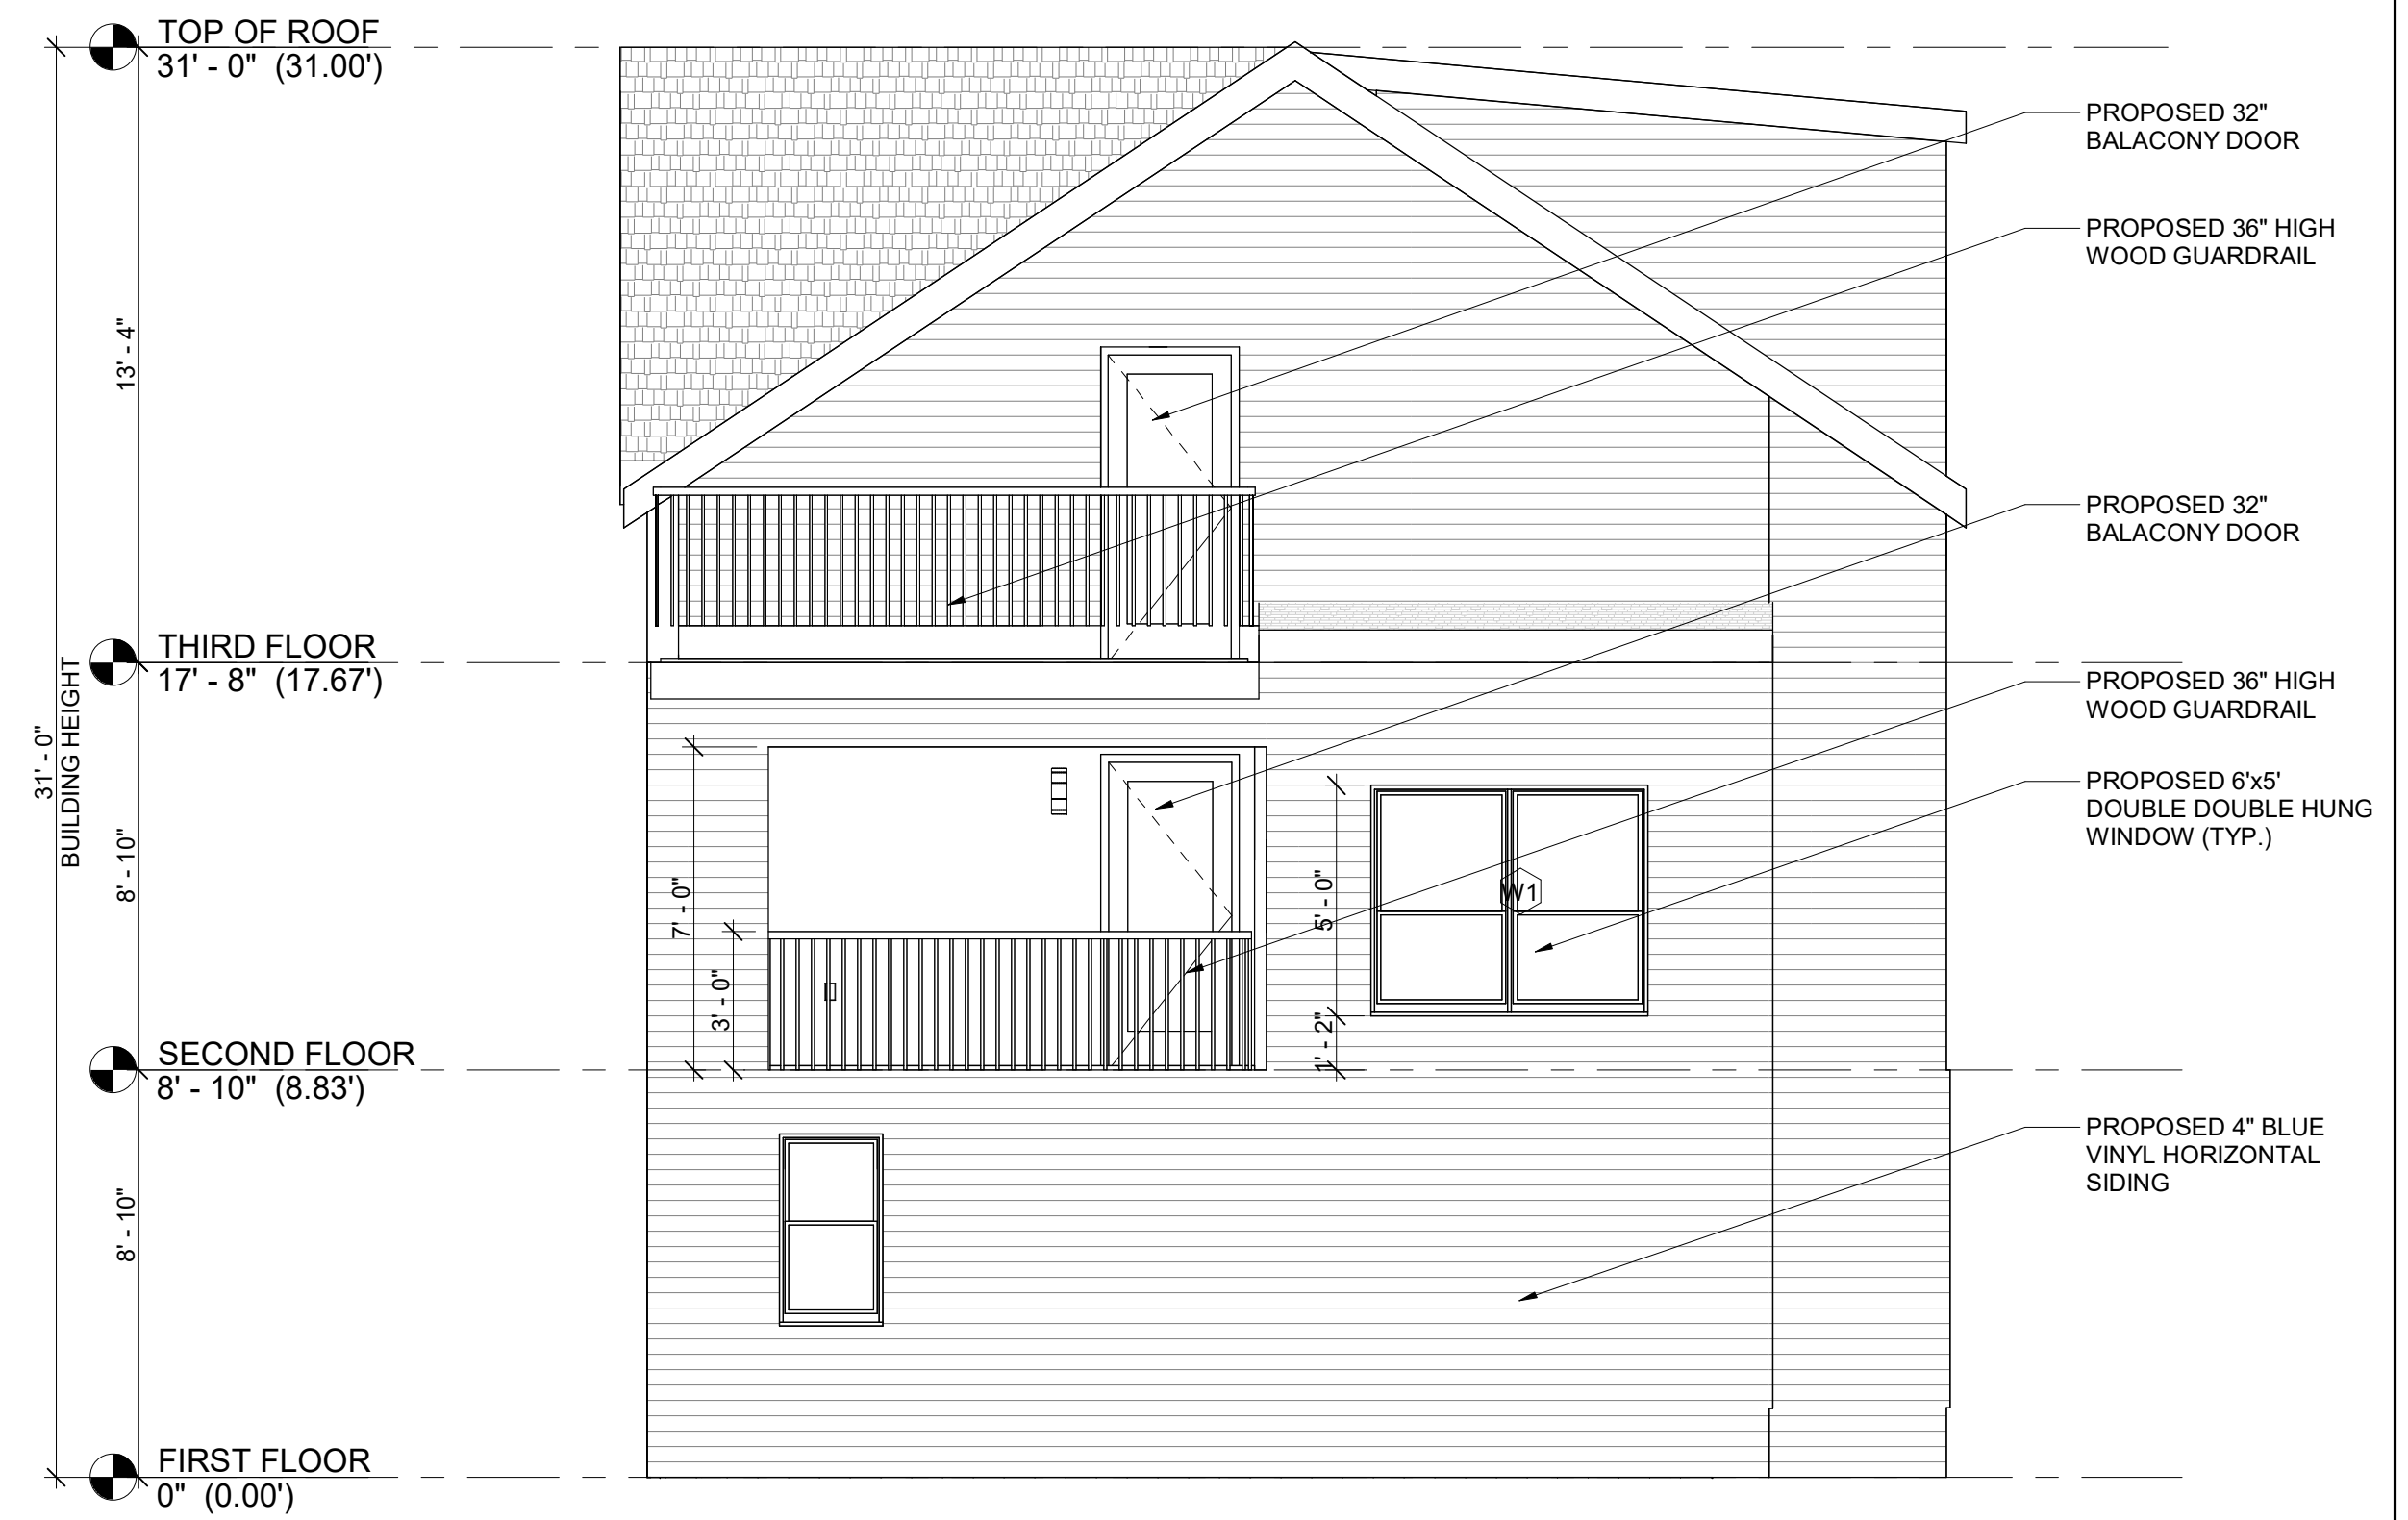 TOP OF ROOF
31' - 0" (31.00')
13' - 4"
THIRD FLOOR
17' - 8" (17.67')
31' - 0"
BUILDING HEIGHT
8' - 10"
SECOND FLOOR
8' - 10" (8.83')
8' - 10"
FIRST FLOOR
0" (0.00')
7' - 0"
3' - 0"
5' - 0"
1' - 2"
W1
PROPOSED 32"
BALACONY DOOR
PROPOSED 36" HIGH
WOOD GUARDRAIL
PROPOSED 32"
BALACONY DOOR
PROPOSED 36" HIGH
WOOD GUARDRAIL
PROPOSED 6'x5'
DOUBLE DOUBLE HUNG
WINDOW (TYP.)
PROPOSED 4" BLUE
VINYL HORIZONTAL
SIDING